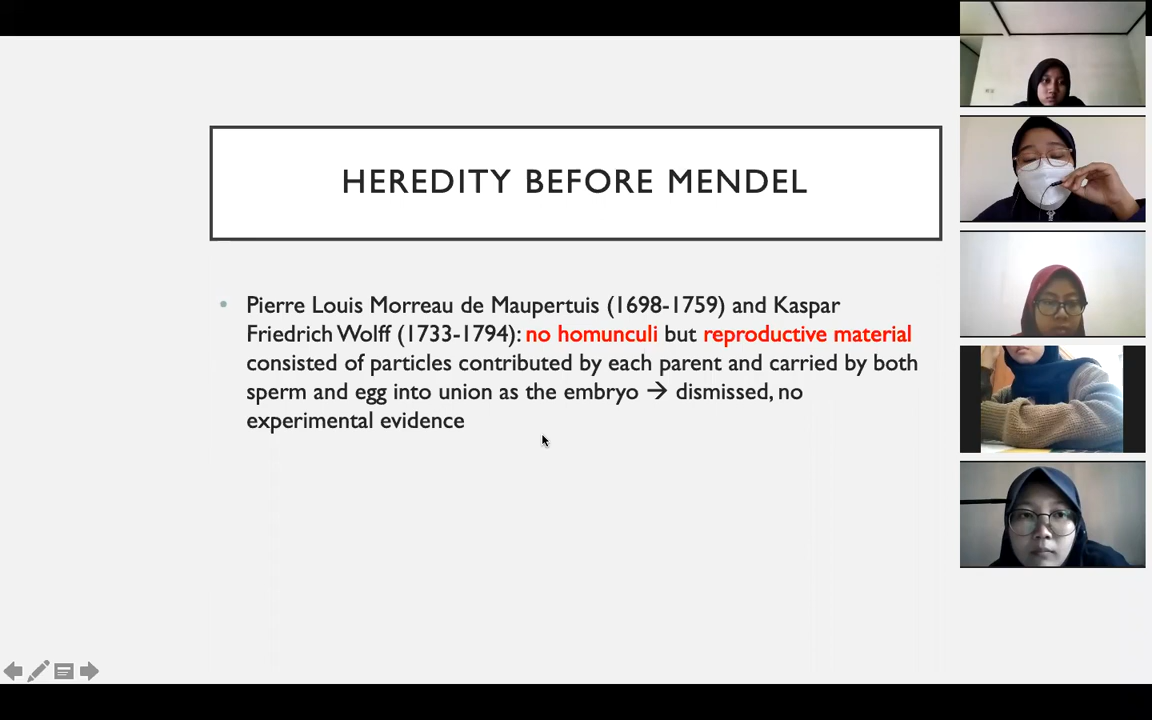 HEREDITY BEFORE MENDEL
• Pierre Louis Morreau de Maupertuis (1698-1759) and Kaspar
Friedrich Wolff (1733-1794): no homunculi but reproductive material
consisted of particles contributed by each parent and carried by both
sperm and egg into union as the embryo → dismissed, no
experimental evidence